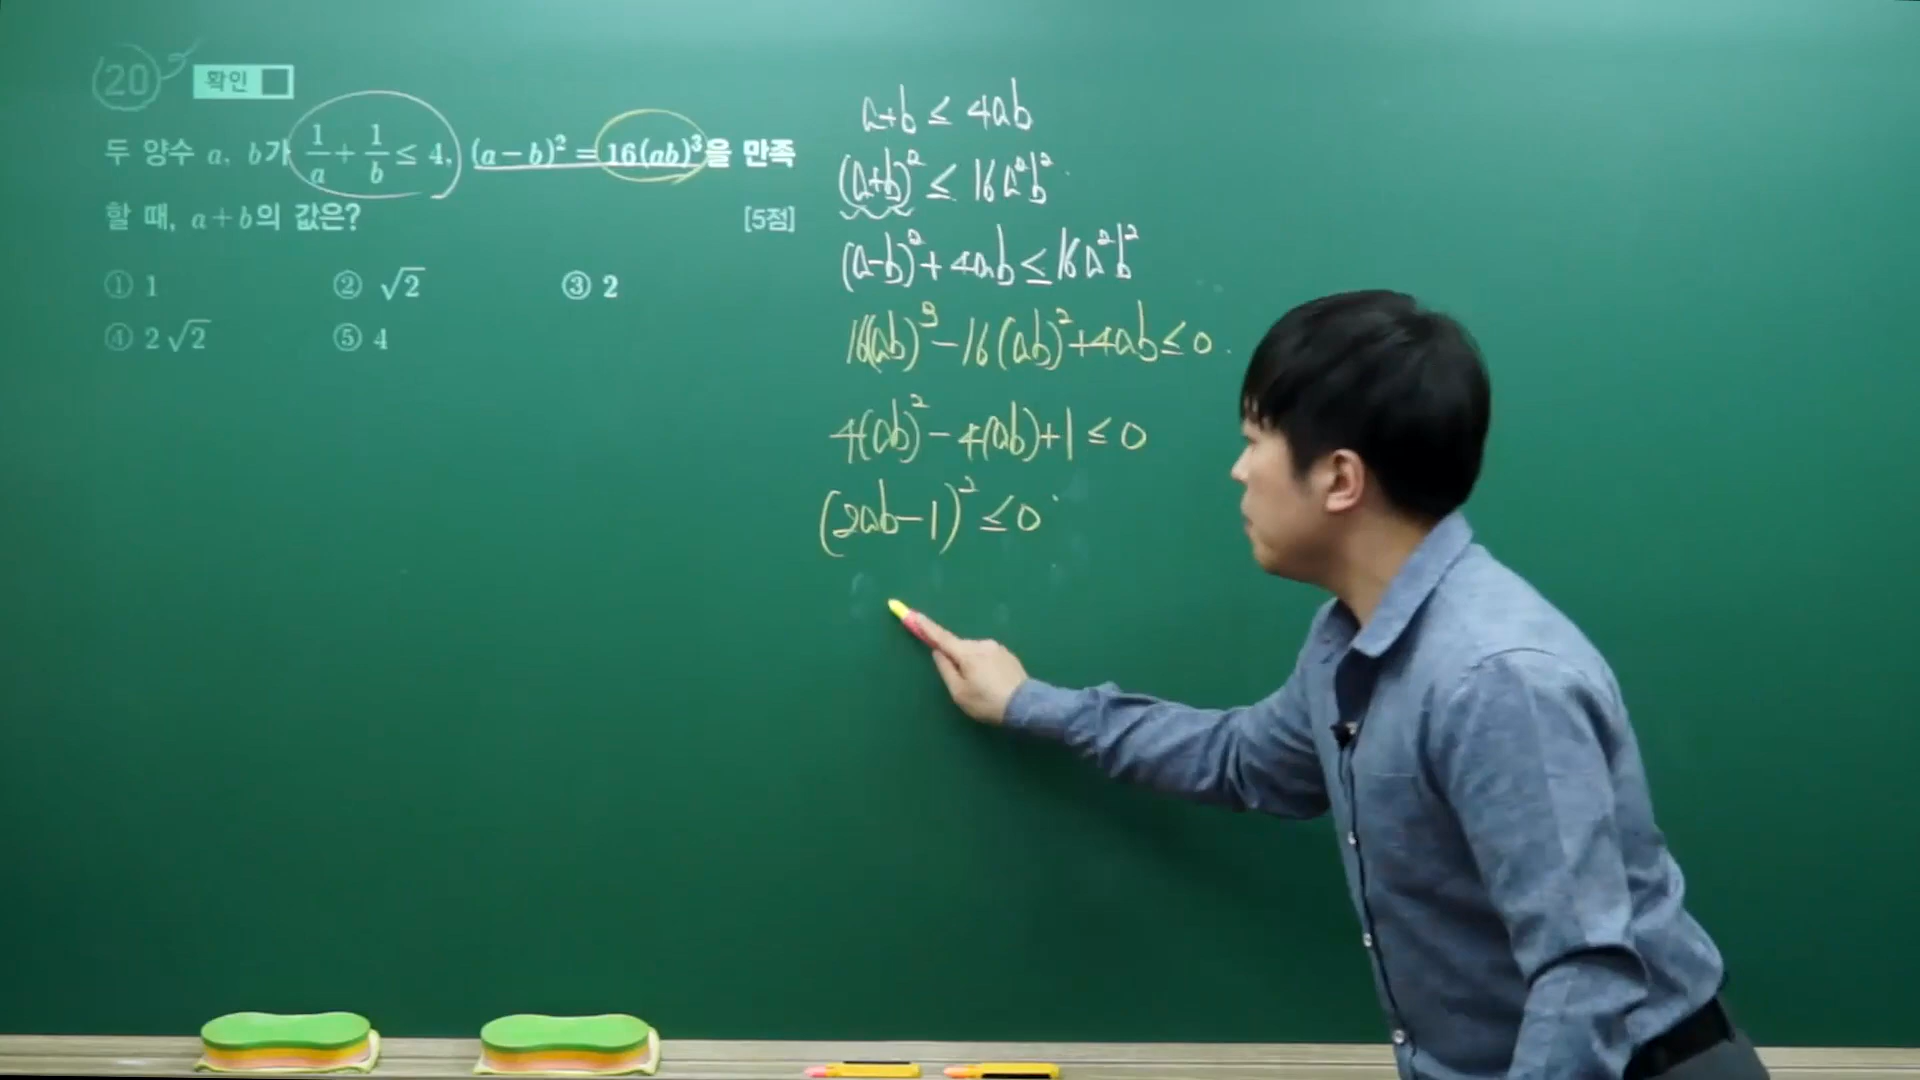 20 확인
두 양수 a, b가 1/a + 1/b ≤ 4, (a−b)² = 16(ab)³을 만족
할 때, a+b의 값은? [5점]
① 1 ② √2 ③ 2
④ 2√2 ⑤ 4
a+b ≤ 4ab
(a+b)² ≤ 16a²b²
(a-b)² + 4ab ≤ 16a²b²
16(ab)³ − 16(ab)² + 4ab ≤ 0
4(ab)² − 4(ab) + 1 ≤ 0
(2ab − 1)² ≤ 0